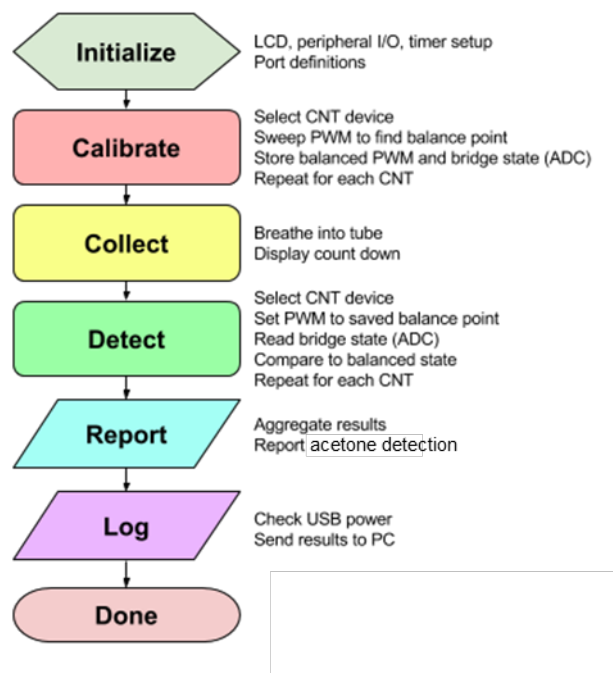 Initialize
LCD, peripheral I/O, timer setup
Port definitions
Calibrate
Select CNT device
Sweep PWM to find balance point
Store balanced PWM and bridge state (ADC)
Repeat for each CNT
Collect
Breathe into tube
Display count down
Detect
Select CNT device
Set PWM to saved balance point
Read bridge state (ADC)
Compare to balanced state
Repeat for each CNT
Report
Aggregate results
Report acetone detection
Log
Check USB power
Send results to PC
Done